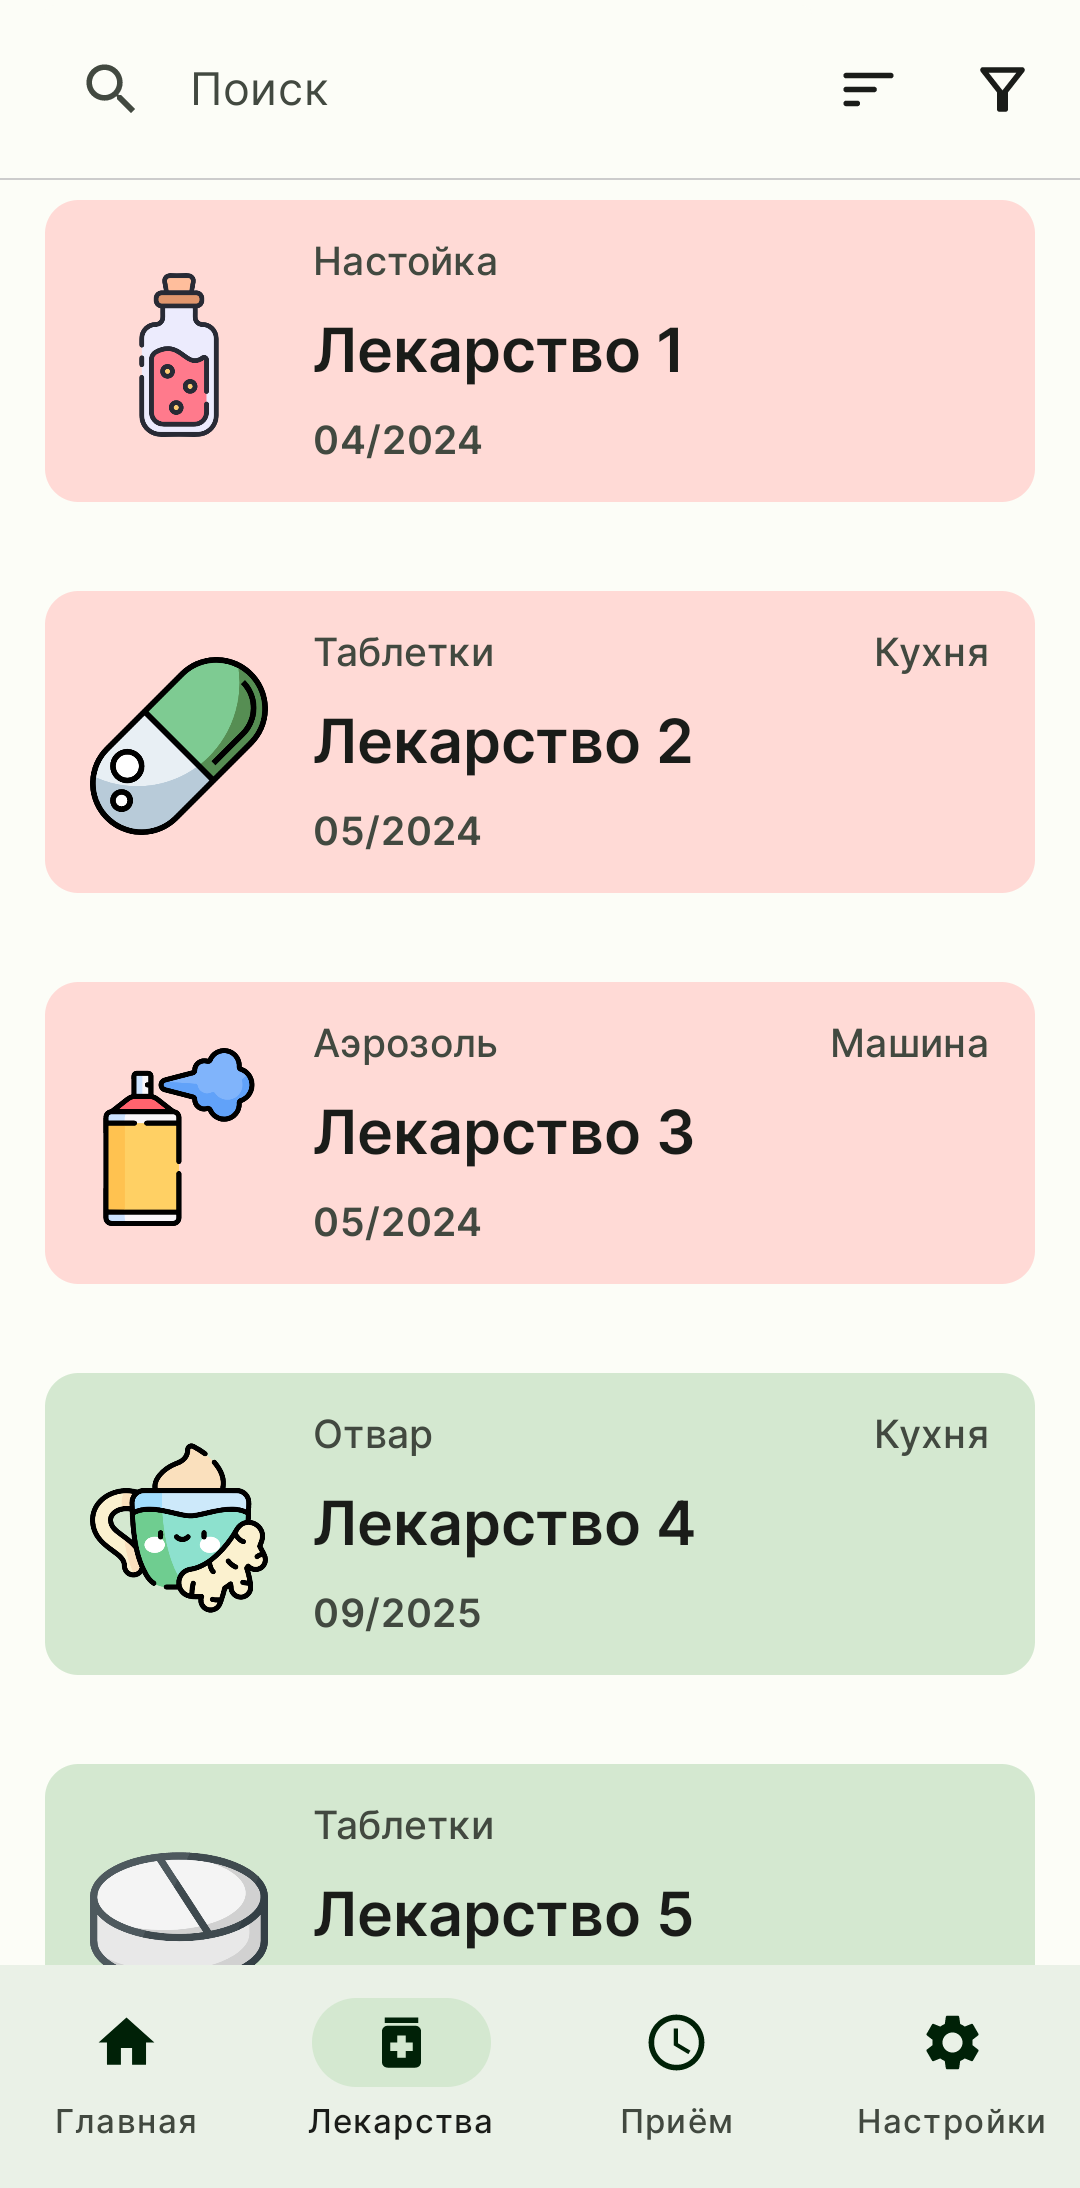 Поиск
Настойка
Лекарство 1
04/2024
Таблетки Кухня
Лекарство 2
05/2024
Аэрозоль Машина
Лекарство 3
05/2024
Отвар Кухня
Лекарство 4
09/2025
Таблетки
Лекарство 5
Главная Лекарства Приём Настройки